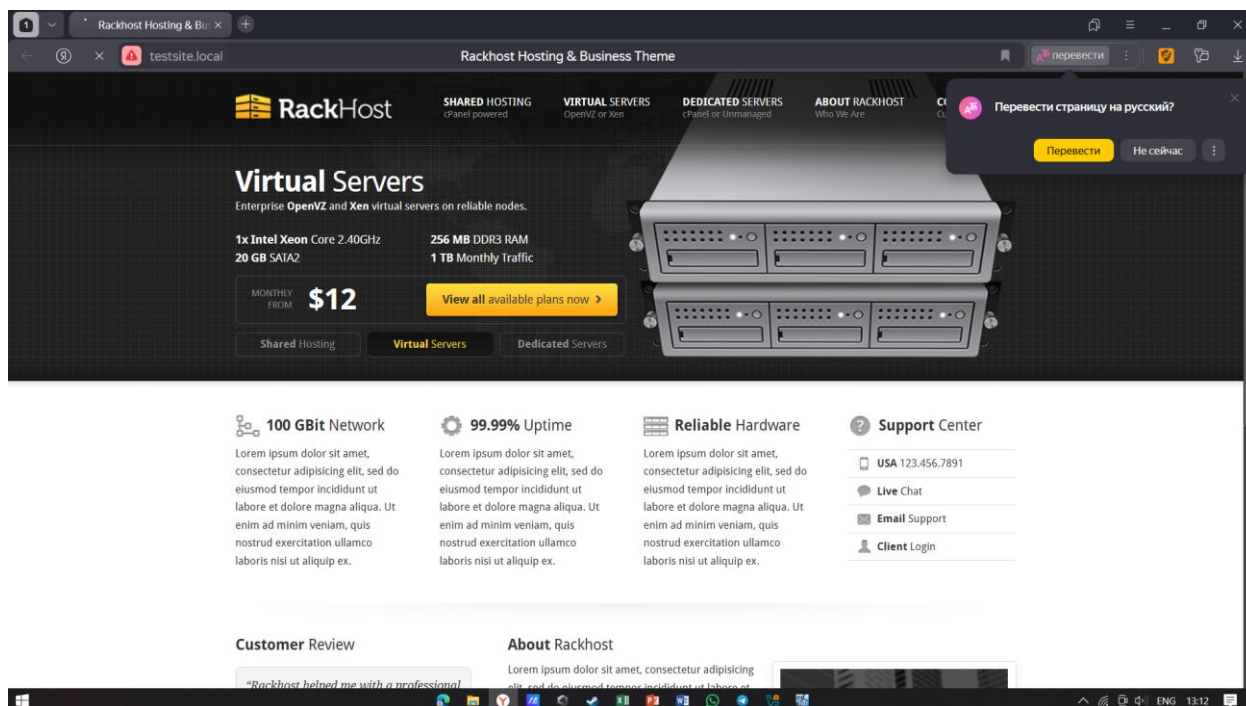 1
Rackhost Hosting & Bu
testsite.local
Rackhost Hosting & Business Theme
перевести
Перевести страницу на русский?
Перевести
Не сейчас
RackHost
SHARED HOSTING
cPanel powered
VIRTUAL SERVERS
OpenVZ or Xen
DEDICATED SERVERS
cPanel or Unmanaged
ABOUT RACKHOST
Who We Are
Virtual Servers
Enterprise OpenVZ and Xen virtual servers on reliable nodes.
1x Intel Xeon Core 2.40GHz
256 MB DDR3 RAM
20 GB SATA2
1 TB Monthly Traffic
MONTHLY
FROM
$12
View all available plans now
Shared Hosting
Virtual Servers
Dedicated Servers
100 GBit Network
Lorem ipsum dolor sit amet,
consectetur adipisicing elit, sed do
eiusmod tempor incididunt ut
labore et dolore magna aliqua. Ut
enim ad minim veniam, quis
nostrud exercitation ullamco
laboris nisi ut aliquip ex.
99.99% Uptime
Lorem ipsum dolor sit amet,
consectetur adipisicing elit, sed do
eiusmod tempor incididunt ut
labore et dolore magna aliqua. Ut
enim ad minim veniam, quis
nostrud exercitation ullamco
laboris nisi ut aliquip ex.
Reliable Hardware
Lorem ipsum dolor sit amet,
consectetur adipisicing elit, sed do
eiusmod tempor incididunt ut
labore et dolore magna aliqua. Ut
enim ad minim veniam, quis
nostrud exercitation ullamco
laboris nisi ut aliquip ex.
Support Center
USA 123.456.7891
Live Chat
Email Support
Client Login
Customer Review
"Rackhost helped me with a professional
About Rackhost
Lorem ipsum dolor sit amet, consectetur adipisicing
elit, sed do eiusmod tempor incididunt ut labore et
ENG
13:12